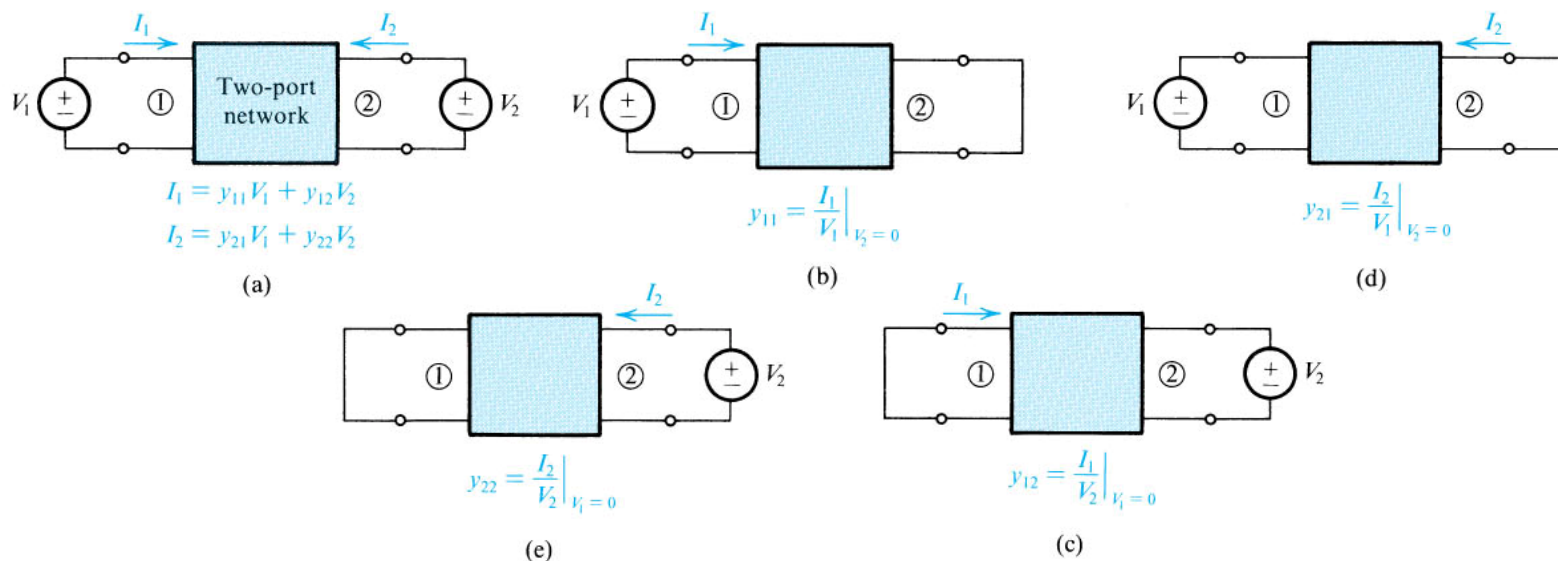 I₁ I₂
V₁ + − ① Two-port network ② + − V₂
I₁ = y₁₁V₁ + y₁₂V₂
I₂ = y₂₁V₁ + y₂₂V₂
(a)
I₁
V₁ + − ① ②
y₁₁ = I₁/V₁ |V₂ = 0
(b)
I₂
V₁ + − ① ②
y₂₁ = I₂/V₁ |V₂ = 0
(d)
I₂
① ② + − V₂
y₂₂ = I₂/V₂ |V₁ = 0
(e)
I₁
① ② + − V₂
y₁₂ = I₁/V₂ |V₁ = 0
(c)